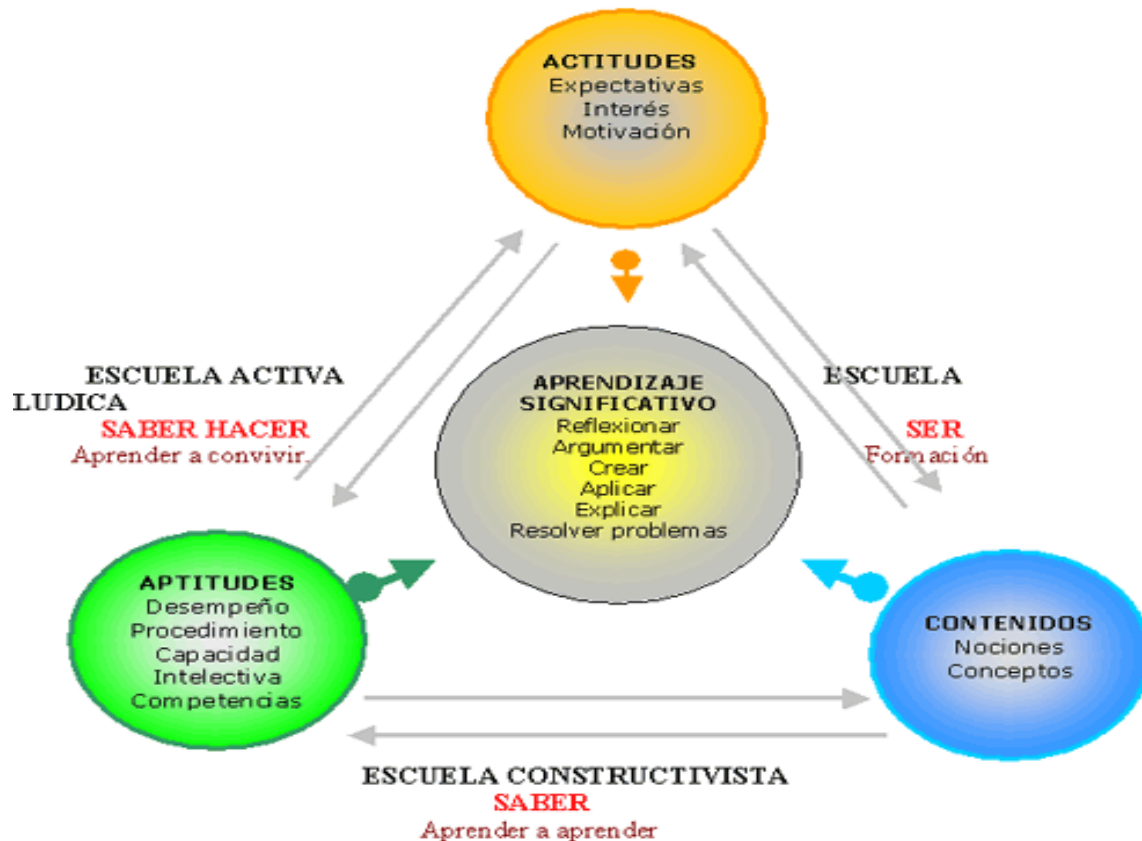 ACTITUDES
Expectativas
Interés
Motivación
ESCUELA ACTIVA
LUDICA
SABER HACER
Aprender a convivir.
APRENDIZAJE
SIGNIFICATIVO
Reflexionar
Argumentar
Crear
Aplicar
Explicar
Resolver problemas
ESCUELA
SER
Formación
APTITUDES
Desempeño
Procedimiento
Capacidad
Intelectiva
Competencias
CONTENIDOS
Nociones
Conceptos
ESCUELA CONSTRUCTIVISTA
SABER
Aprender a aprender